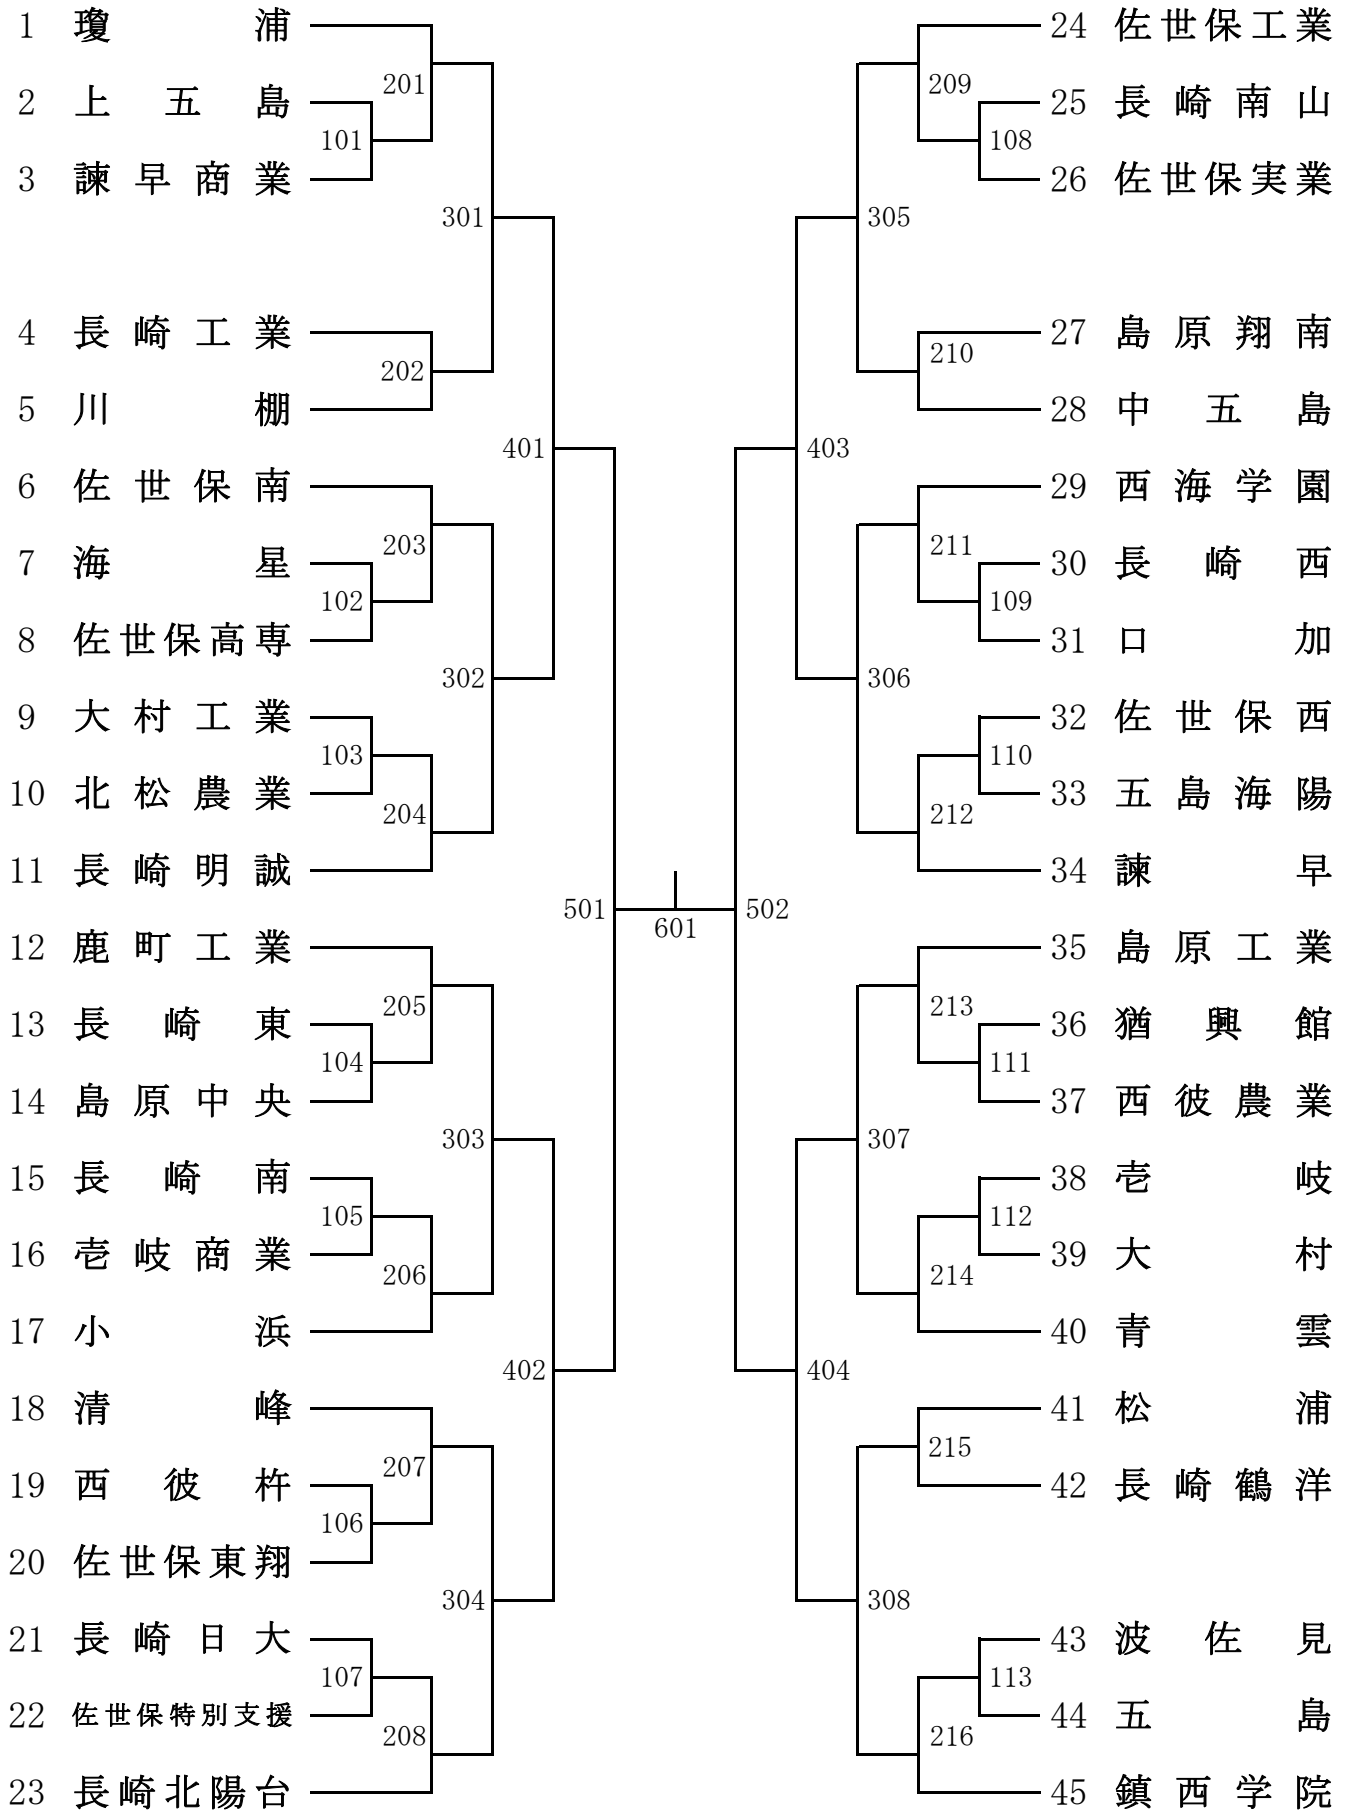 1 瓊浦
2 上五島
3 諫早商業
4 長崎工業
5 川棚
6 佐世保南
7 海星
8 佐世保高専
9 大村工業
10 北松農業
11 長崎明誠
12 鹿町工業
13 長崎東
14 島原中央
15 長崎南
16 壱岐商業
17 小浜
18 清峰
19 西彼杵
20 佐世保東翔
21 長崎日大
22 佐世保特別支援
23 長崎北陽台
101
102
103
104
105
106
107
201
202
203
204
205
206
207
208
301
302
303
304
401
402
501
601
502
403
404
305
306
307
308
209
210
211
212
213
214
215
216
108
109
110
111
112
113
24 佐世保工業
25 長崎南山
26 佐世保実業
27 島原翔南
28 中五島
29 西海学園
30 長崎西
31 口加
32 佐世保西
33 五島海陽
34 諫早
35 島原工業
36 猶興館
37 西彼農業
38 壱岐
39 大村
40 青雲
41 松浦
42 長崎鶴洋
43 波佐見
44 五島
45 鎮西学院